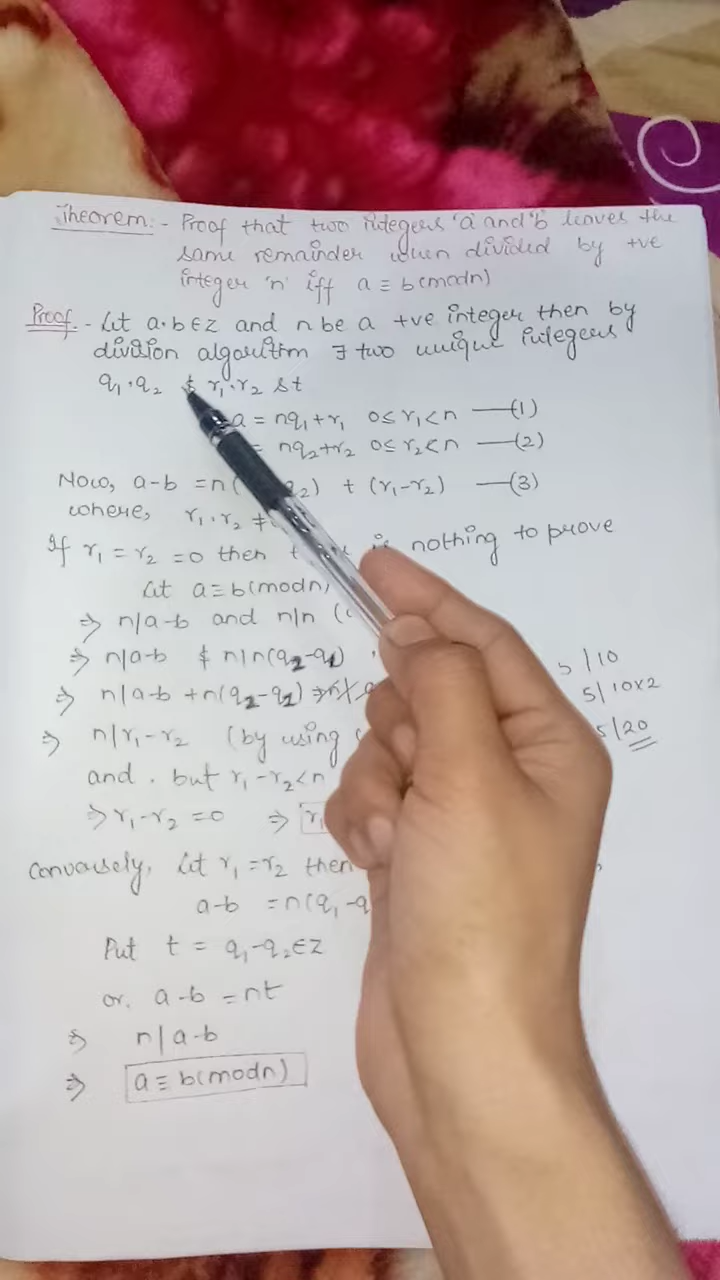 Theorem:- Proof that two integers 'a' and 'b' leaves the
same remainder when divided by +ve
integer 'n' iff a ≡ b(modn)
Proof.- Let a.b∈z and n be a +ve integer then by
division algorithm ∃ two unique integers
q₁.q₂ & r₁.r₂ st
a = nq₁+r₁ 0≤r₁<n —(1)
= nq₂+r₂ 0≤r₂<n —(2)
Now, a-b = n( ₂) + (r₁-r₂) —(3)
where, r₁.r₂ ≠
If r₁ = r₂ = 0 then is nothing to prove
Let a≡b(modn)
⇒ n/a-b and n/n (
⇒ n/a-b & n/n(q₂-q₁)
5/10
⇒ n/a-b +n(q₂-q₁)
5/10×2
⇒ n/r₁-r₂ (by using
5/20
and . but r₁-r₂<n
⇒ r₁-r₂ =0 ⇒ r₁
Conversely, Let r₁=r₂ then
a-b = n(q₁-q
Put t = q₁-q₂∈Z
or. a-b =nt
⇒ n/a-b
⇒ a≡b(modn)